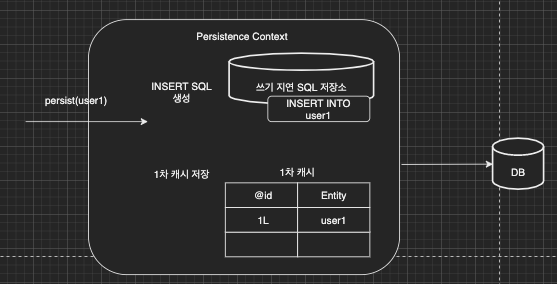 Persistence Context
persist(user1)
INSERT SQL
생성
쓰기 지연 SQL 저장소
INSERT INTO
user1
1차 캐시 저장
1차 캐시
@id Entity
1L user1
DB